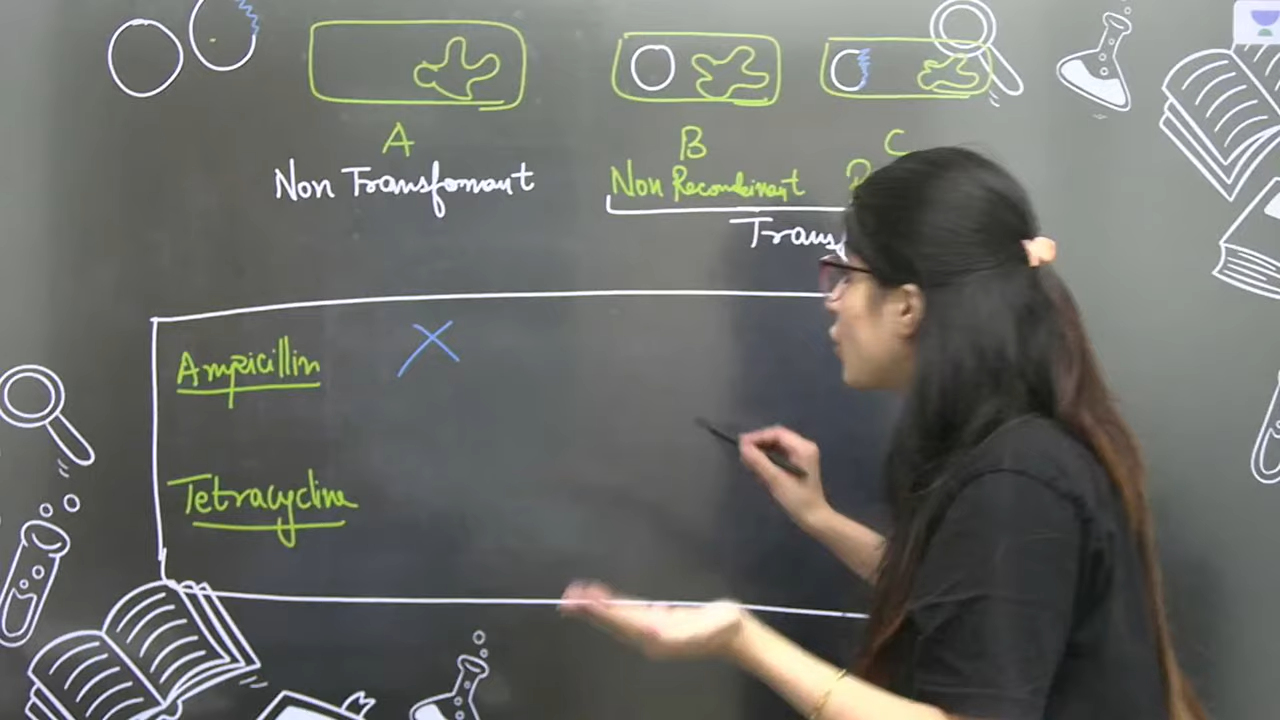 A
B
C
Non Transformant
Non Recombinant
Ampicillin
X
Tetracycline